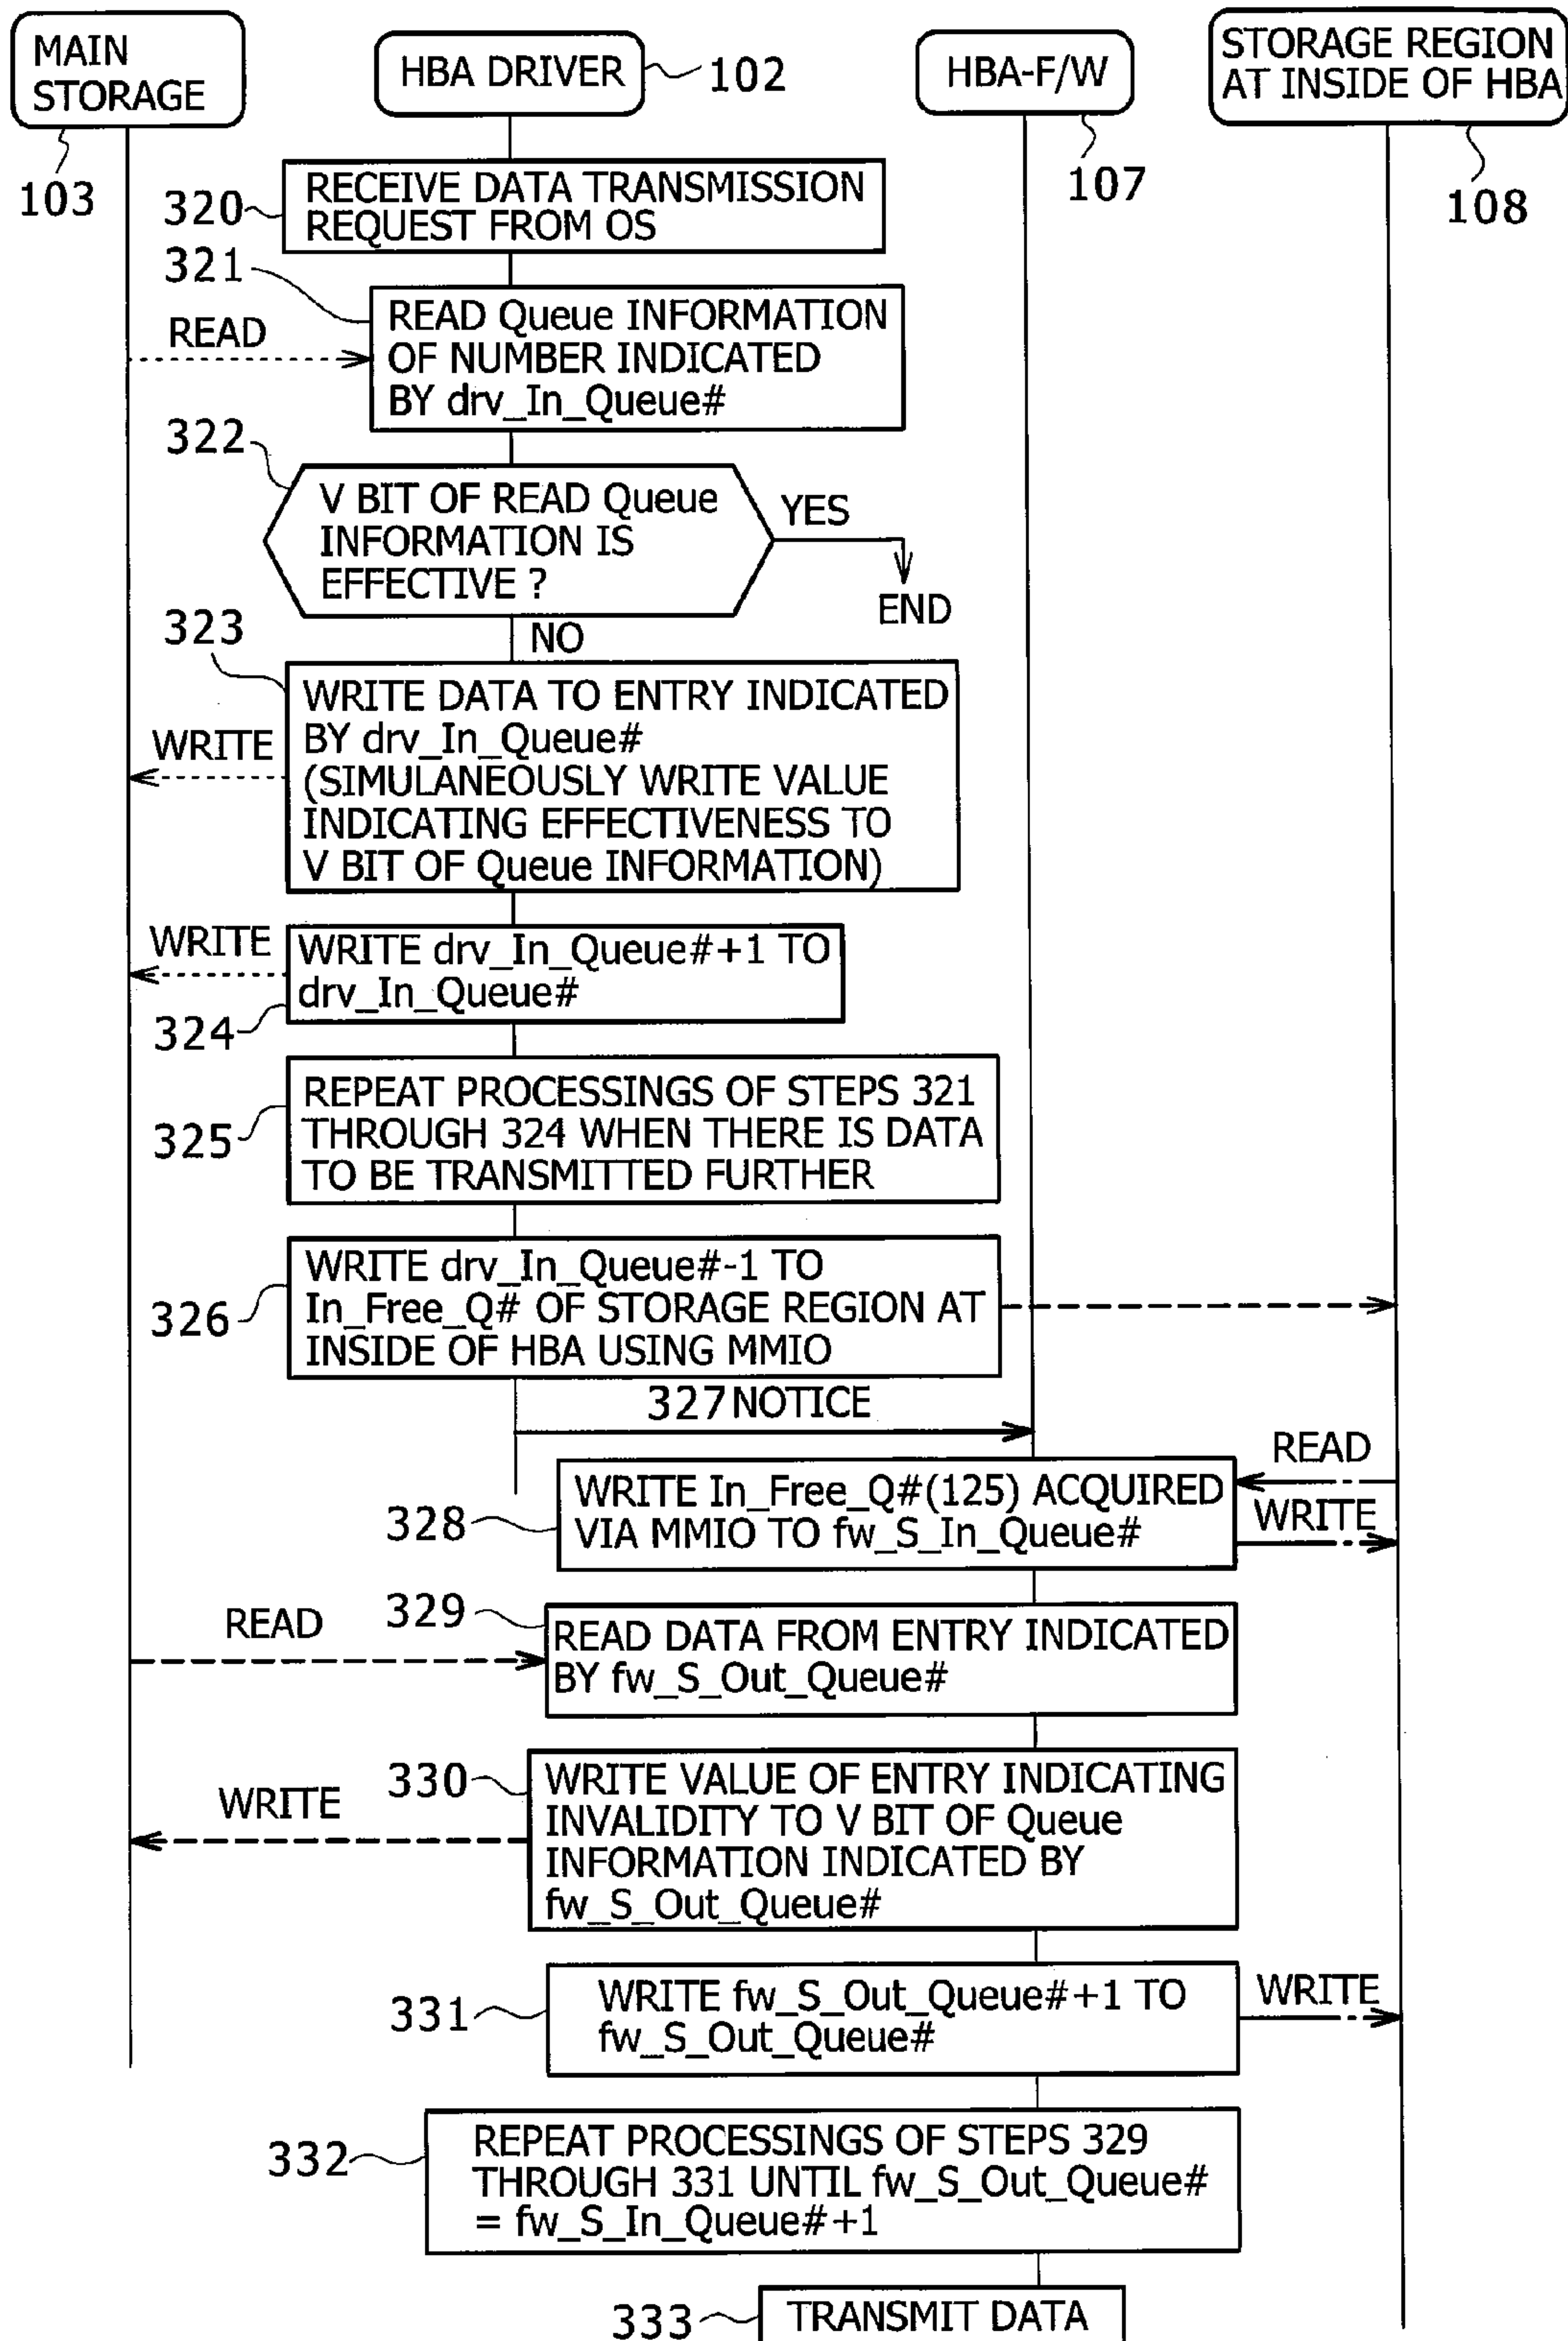 MAIN
STORAGE
103
HBA DRIVER
102
HBA-F/W
107
STORAGE REGION
AT INSIDE OF HBA
108
320
RECEIVE DATA TRANSMISSION
REQUEST FROM OS
321
READ
READ Queue INFORMATION
OF NUMBER INDICATED
BY drv_In_Queue#
322
V BIT OF READ Queue
INFORMATION IS
EFFECTIVE ?
YES
END
NO
323
WRITE
WRITE DATA TO ENTRY INDICATED
BY drv_In_Queue#
(SIMULANEOUSLY WRITE VALUE
INDICATING EFFECTIVENESS TO
V BIT OF Queue INFORMATION)
WRITE
324
WRITE drv_In_Queue#+1 TO
drv_In_Queue#
325
REPEAT PROCESSINGS OF STEPS 321
THROUGH 324 WHEN THERE IS DATA
TO BE TRANSMITTED FURTHER
326
WRITE drv_In_Queue#-1 TO
In_Free_Q# OF STORAGE REGION AT
INSIDE OF HBA USING MMIO
327 NOTICE
328
WRITE In_Free_Q#(125) ACQUIRED
VIA MMIO TO fw_S_In_Queue#
READ
WRITE
READ
329
READ DATA FROM ENTRY INDICATED
BY fw_S_Out_Queue#
WRITE
330
WRITE VALUE OF ENTRY INDICATING
INVALIDITY TO V BIT OF Queue
INFORMATION INDICATED BY
fw_S_Out_Queue#
331
WRITE fw_S_Out_Queue#+1 TO
fw_S_Out_Queue#
WRITE
332
REPEAT PROCESSINGS OF STEPS 329
THROUGH 331 UNTIL fw_S_Out_Queue#
= fw_S_In_Queue#+1
333
TRANSMIT DATA